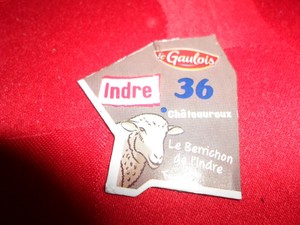 Le Gaulois
Indre
36
Châteauroux
Le Berrichon
de l'Indre